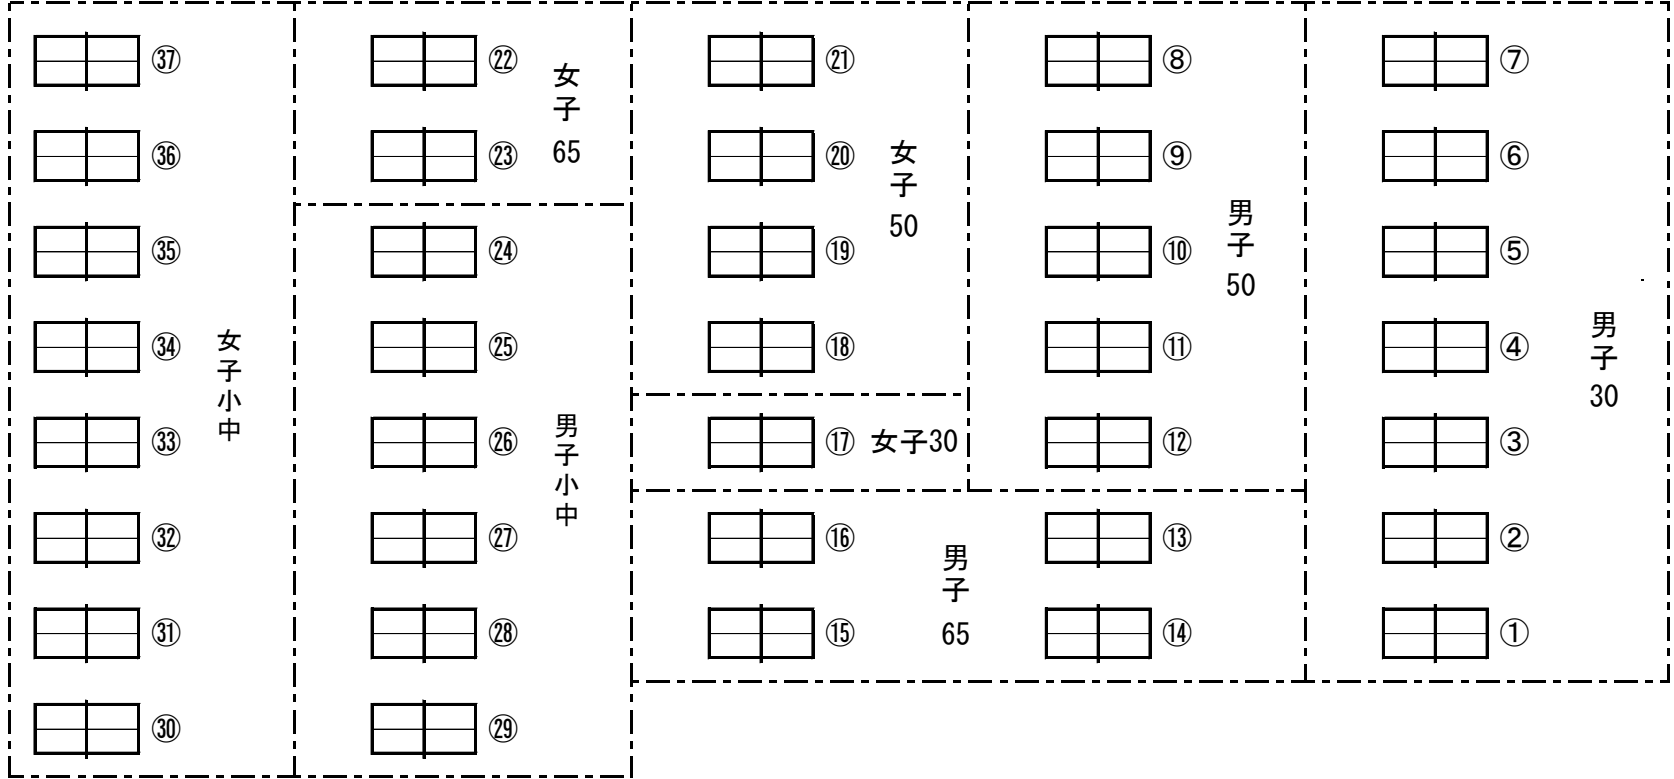 ㊲ ㉒ ㉑ ⑧ ⑦
㊱ ㉓ ⑳ ⑨ ⑥
㉟ ㉔ ⑲ ⑩ ⑤
㉞ ㉕ ⑱ ⑪ ④
㉝ ㉖ ⑰ ⑫ ③
㉜ ㉗ ⑯ ⑬ ②
㉛ ㉘ ⑮ ⑭ ①
㉚ ㉙
女子小中
女子65
男子小中
女子50
女子30
男子65
男子50
男子30